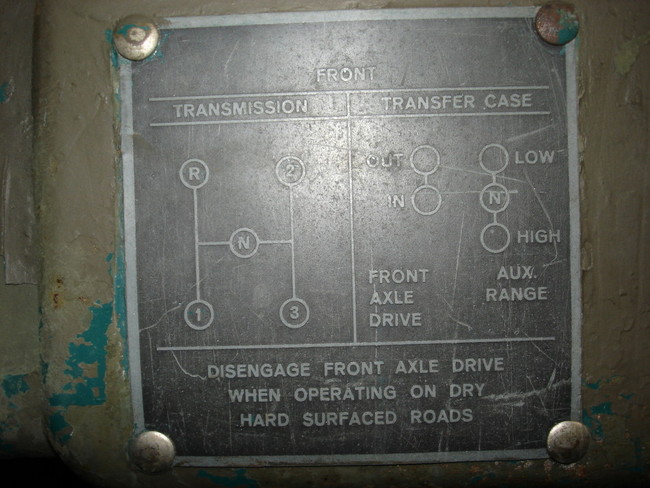 FRONT
TRANSMISSION TRANSFER CASE
R 2 OUT LOW
IN N
N HIGH
1 3
FRONT AXLE DRIVE
AUX. RANGE
DISENGAGE FRONT AXLE DRIVE
WHEN OPERATING ON DRY
HARD SURFACED ROADS